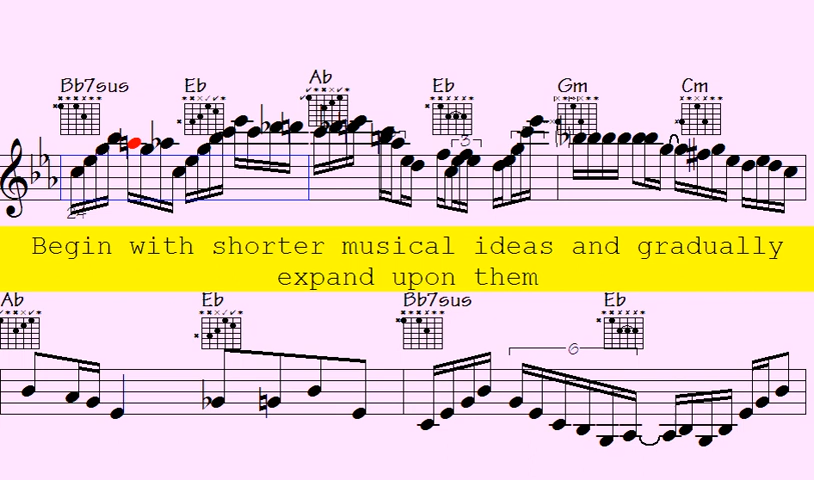 Bb7sus Eb Ab Eb Gm Cm
3
24
Begin with shorter musical ideas and gradually
expand upon them
Ab Eb Bb7sus Eb
6